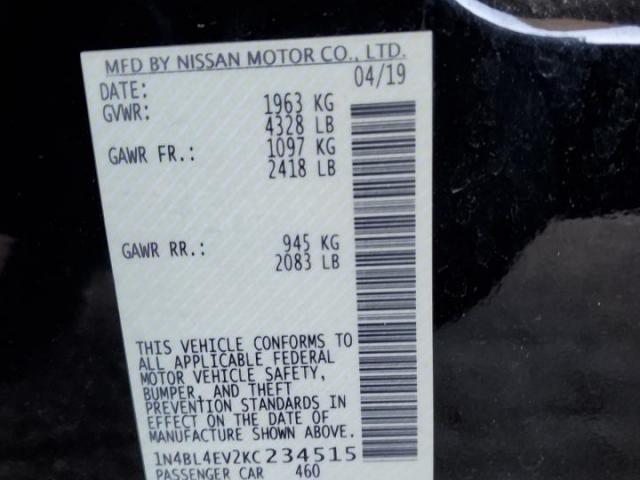 MFD BY NISSAN MOTOR CO., LTD.
DATE: 04/19
GVWR: 1963 KG
4328 LB
GAWR FR.: 1097 KG
2418 LB
GAWR RR.: 945 KG
2083 LB
THIS VEHICLE CONFORMS TO
ALL APPLICABLE FEDERAL
MOTOR VEHICLE SAFETY,
BUMPER, AND THEFT
PREVENTION STANDARDS IN
EFFECT ON THE DATE OF
MANUFACTURE SHOWN ABOVE.
1N4BL4EV2KC234515
PASSENGER CAR 460